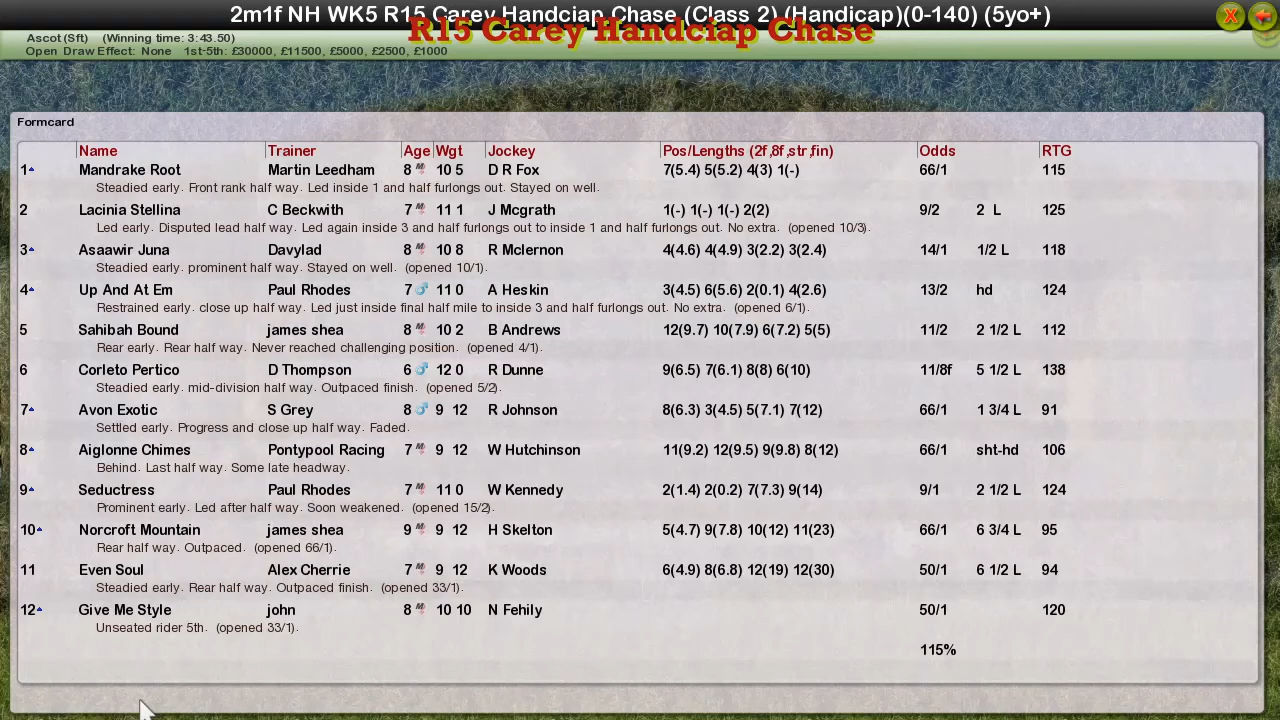 2m1f NH WK5 R15 Carey Handciap Chase (Class 2) (Handicap)(0-140) (5yo+)
R15 Carey Handciap Chase
Ascot(Sft) (Winning time: 3:43.50)
Open Draw Effect: None 1st-5th: £30000, £11500, £5000, £2500, £1000
Formcard
Name Trainer Age Wgt Jockey Pos/Lengths (2f,8f,str,fin) Odds RTG
1 Mandrake Root Martin Leedham 8 10 5 D R Fox 7(5.4) 5(5.2) 4(3) 1(-) 66/1 115
Steadied early. Front rank half way. Led inside 1 and half furlongs out. Stayed on well.
2 Lacinia Stellina C Beckwith 7 11 1 J Mcgrath 1(-) 1(-) 1(-) 2(2) 9/2 2 L 125
Led early. Disputed lead half way. Led again inside 3 and half furlongs out to inside 1 and half furlongs out. No extra. (opened 10/3).
3 Asaawir Juna Davylad 8 10 8 R Mclernon 4(4.6) 4(4.9) 3(2.2) 3(2.4) 14/1 1/2 L 118
Steadied early. prominent half way. Stayed on well. (opened 10/1).
4 Up And At Em Paul Rhodes 7 11 0 A Heskin 3(4.5) 6(5.6) 2(0.1) 4(2.6) 13/2 hd 124
Restrained early. close up half way. Led just inside final half mile to inside 3 and half furlongs out. No extra. (opened 6/1).
5 Sahibah Bound james shea 8 10 2 B Andrews 12(9.7) 10(7.9) 6(7.2) 5(5) 11/2 2 1/2 L 112
Rear early. Rear half way. Never reached challenging position. (opened 4/1).
6 Corleto Pertico D Thompson 6 12 0 R Dunne 9(6.5) 7(6.1) 8(8) 6(10) 11/8f 5 1/2 L 138
Steadied early. mid-division half way. Outpaced finish. (opened 5/2).
7 Avon Exotic S Grey 8 9 12 R Johnson 8(6.3) 3(4.5) 5(7.1) 7(12) 66/1 1 3/4 L 91
Settled early. Progress and close up half way. Faded.
8 Aiglonne Chimes Pontypool Racing 7 9 12 W Hutchinson 11(9.2) 12(9.5) 9(9.8) 8(12) 66/1 sht-hd 106
Behind. Last half way. Some late headway.
9 Seductress Paul Rhodes 7 11 0 W Kennedy 2(1.4) 2(0.2) 7(7.3) 9(14) 9/1 2 1/2 L 124
Prominent early. Led after half way. Soon weakened. (opened 15/2).
10 Norcroft Mountain james shea 9 9 12 H Skelton 5(4.7) 9(7.8) 10(12) 11(23) 66/1 6 3/4 L 95
Rear half way. Outpaced. (opened 66/1).
11 Even Soul Alex Cherrie 7 9 12 K Woods 6(4.9) 8(6.8) 12(19) 12(30) 50/1 6 1/2 L 94
Steadied early. Rear half way. Outpaced finish. (opened 33/1).
12 Give Me Style john 8 10 10 N Fehily 50/1 120
Unseated rider 5th. (opened 33/1).
115%